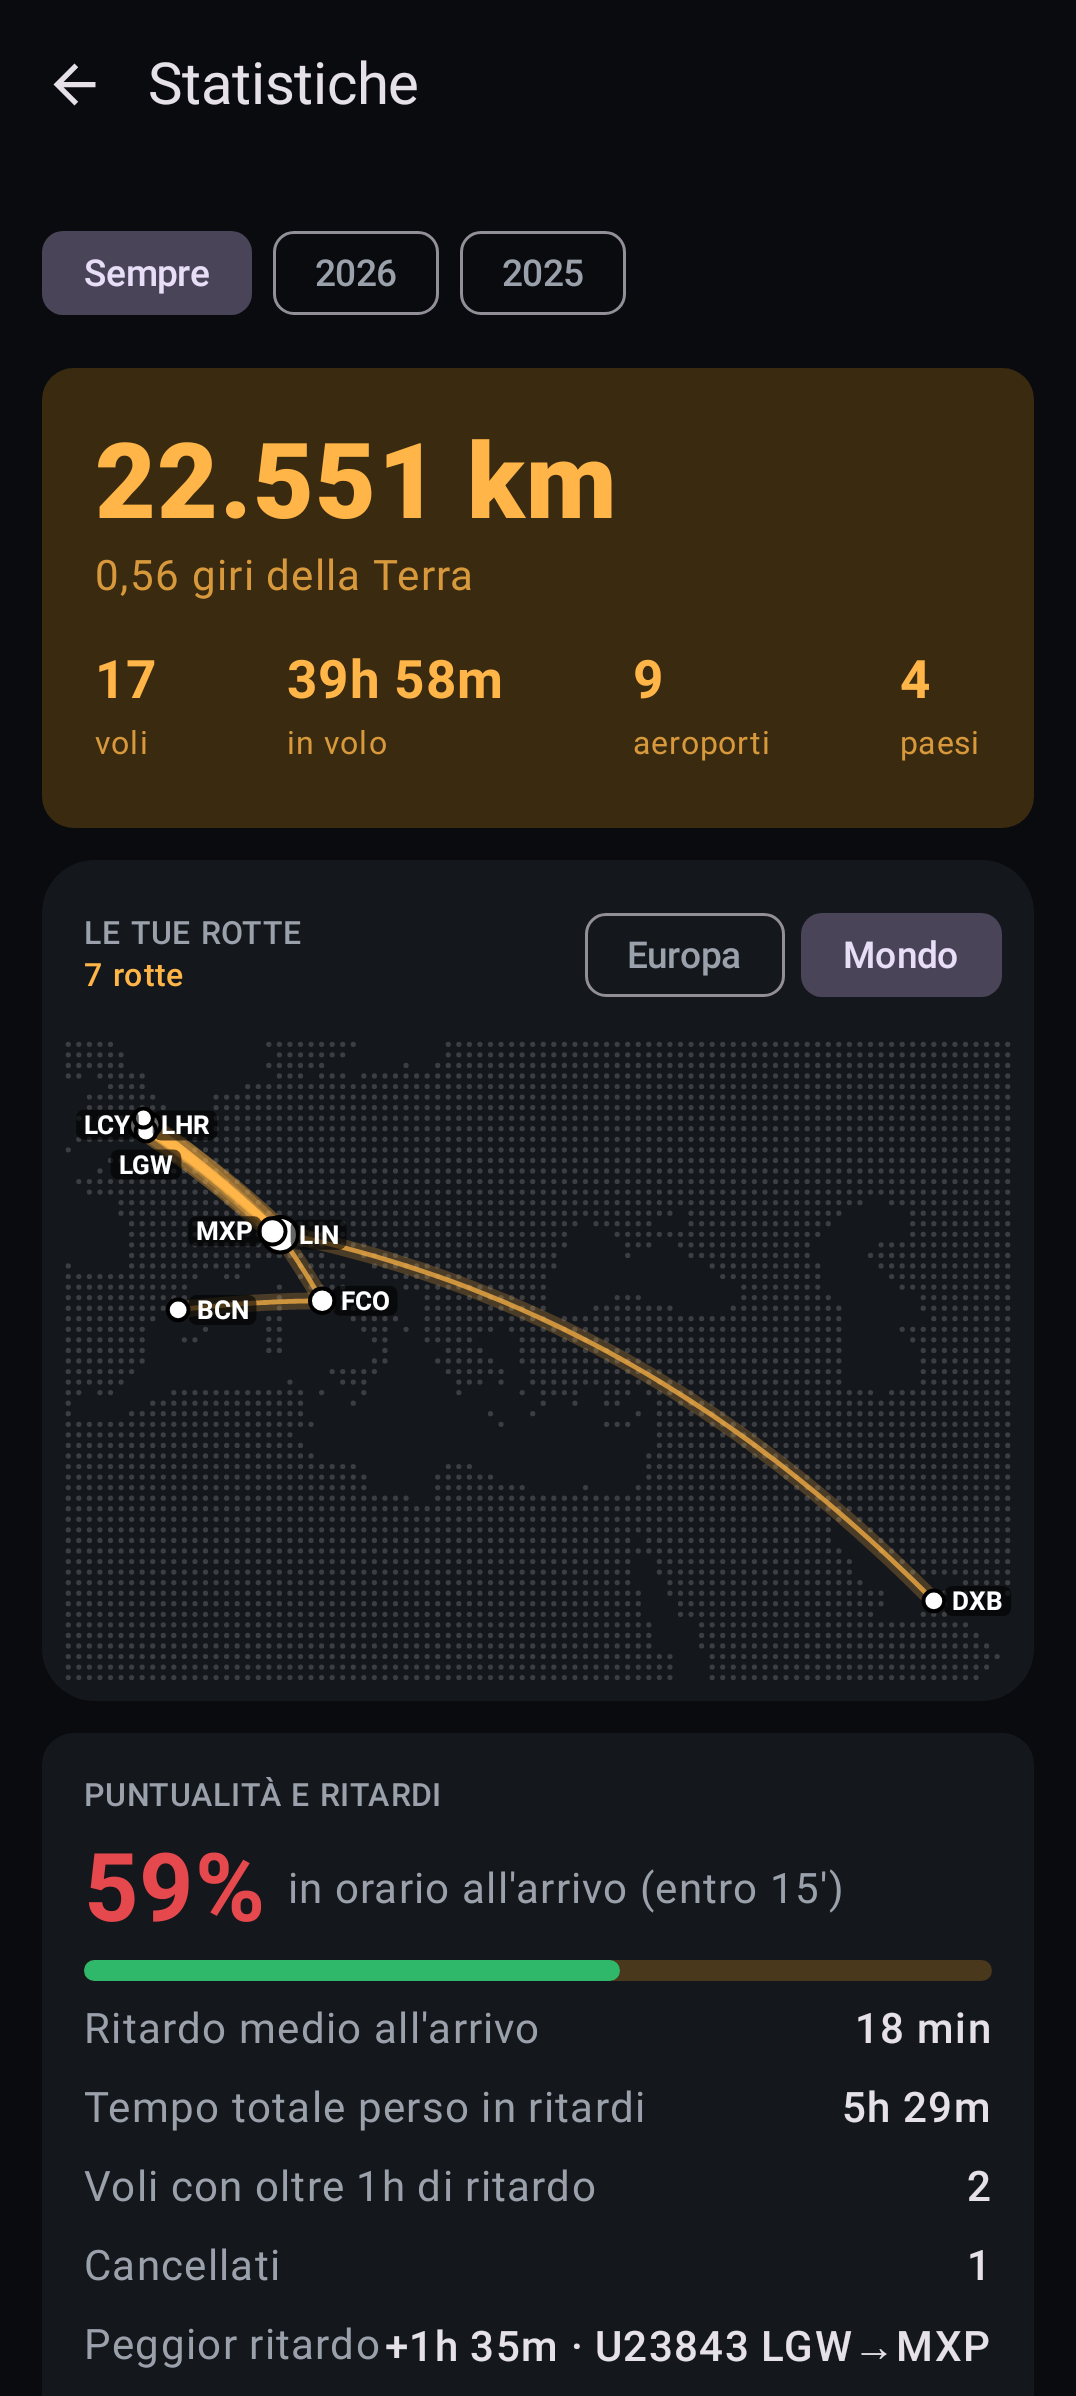 Statistiche
Sempre 2026 2025
22.551 km
0,56 giri della Terra
17 39h 58m 9 4
voli in volo aeroporti paesi
LE TUE ROTTE
7 rotte
Europa Mondo
LCY LHR
LGW
MXP LIN
BCN FCO
DXB
PUNTUALITÀ E RITARDI
59% in orario all'arrivo (entro 15')
Ritardo medio all'arrivo 18 min
Tempo totale perso in ritardi 5h 29m
Voli con oltre 1h di ritardo 2
Cancellati 1
Peggior ritardo +1h 35m · U23843 LGW→MXP